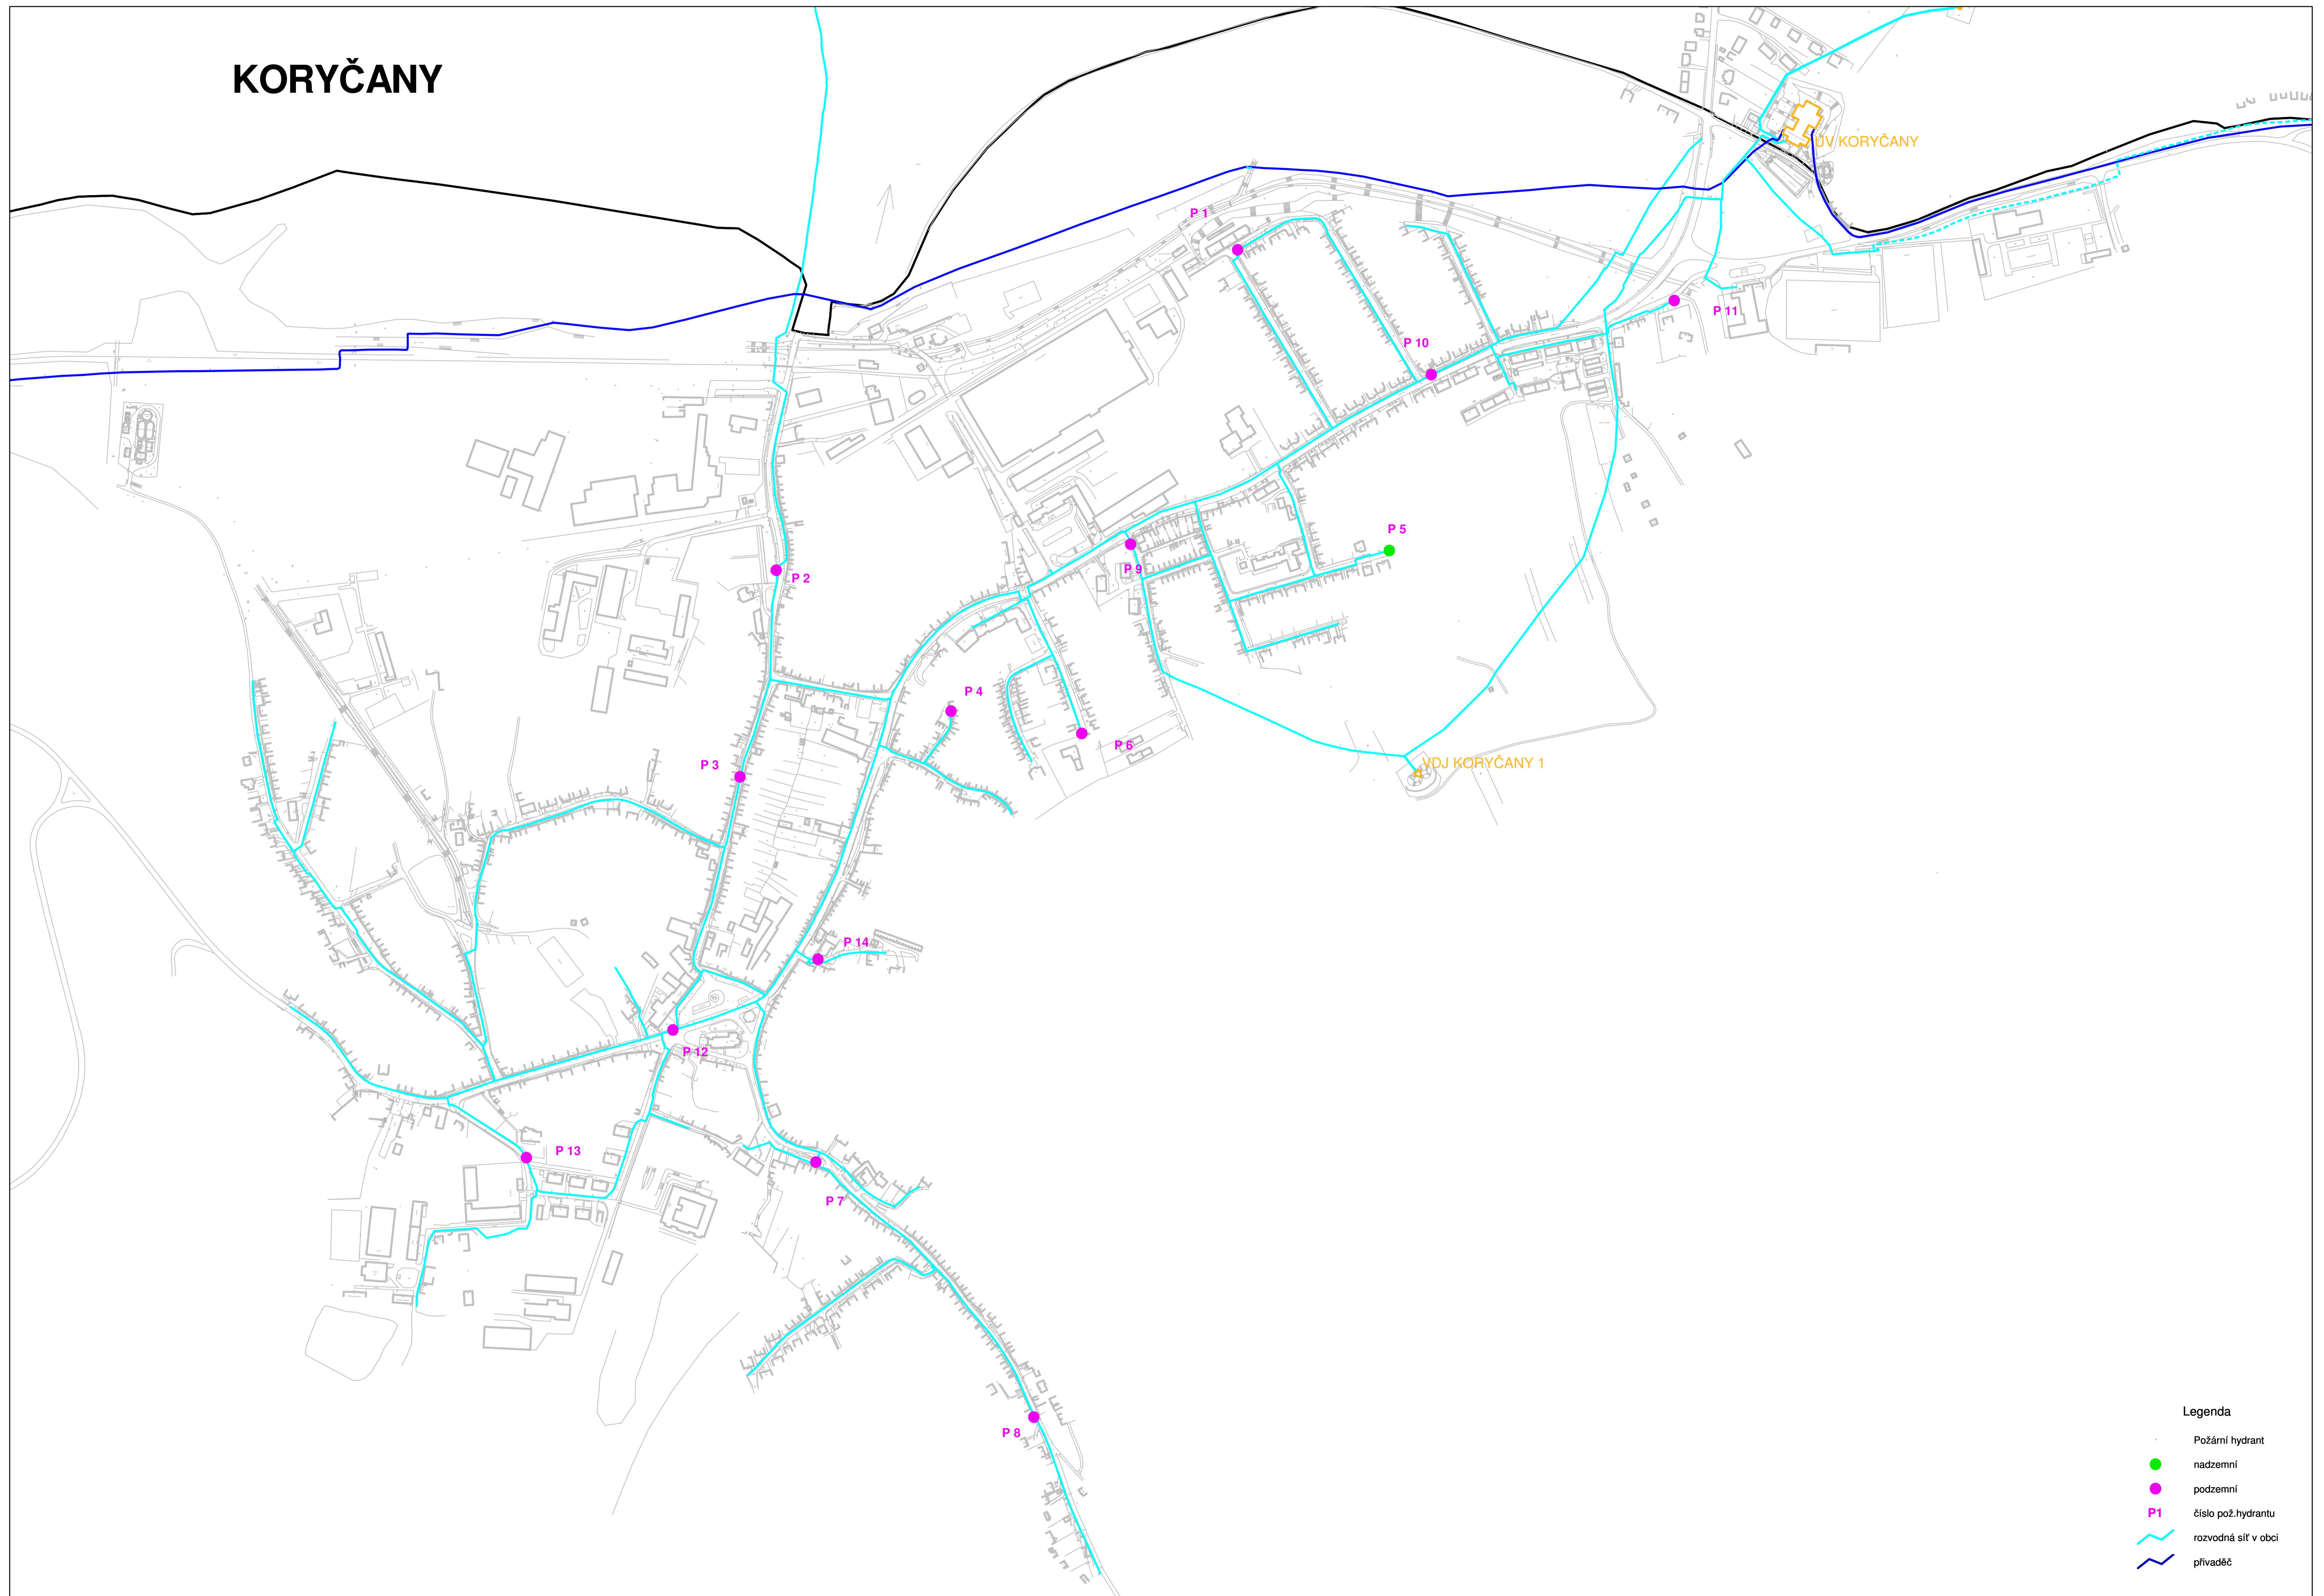 KORYČANY
ÚV KORYČANY
P 1
P 11
P 10
P 5
P 9
P 2
P 4
P 6
P 3
VDJ KORYČANY 1
P 14
P 12
P 13
P 7
P 8
Legenda
Požární hydrant
nadzemní
podzemní
P1 číslo pož.hydrantu
rozvodná síť v obci
přivaděč